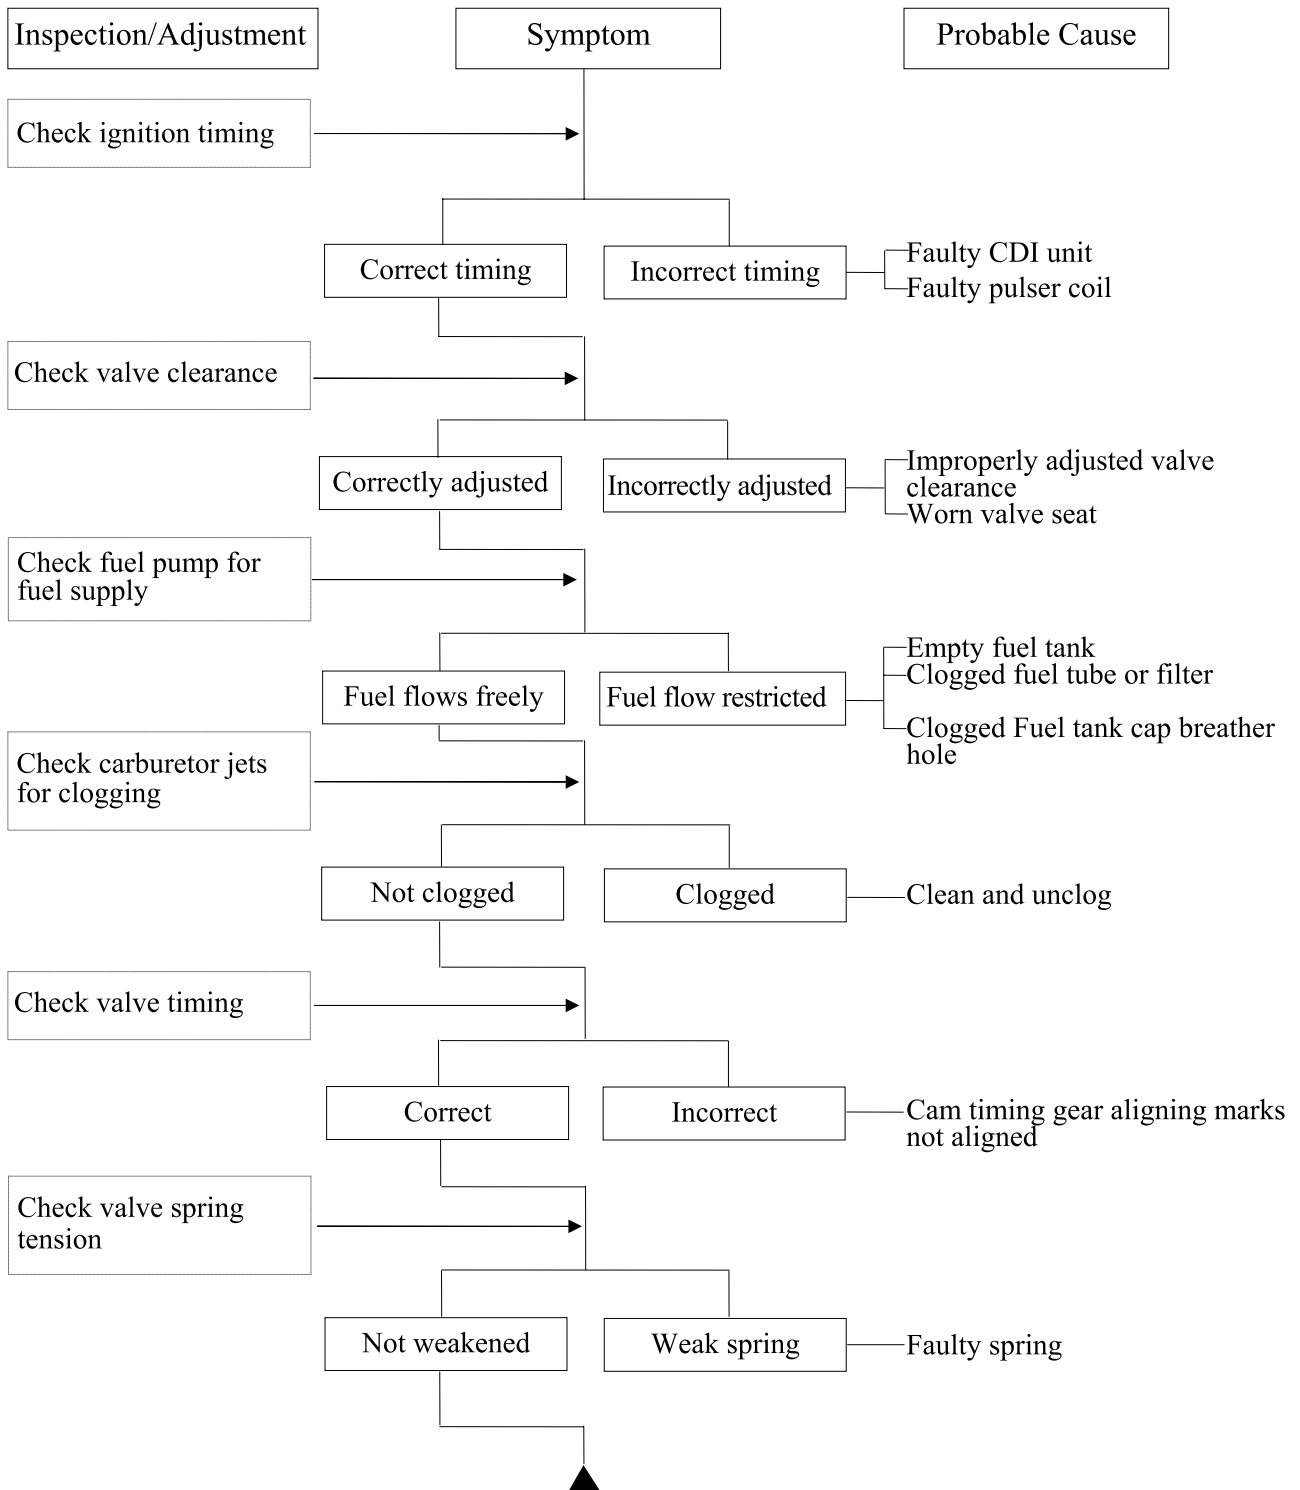 Inspection/Adjustment
Symptom
Probable Cause
Check ignition timing
Correct timing
Incorrect timing
Faulty CDI unit
Faulty pulser coil
Check valve clearance
Correctly adjusted
Incorrectly adjusted
Improperly adjusted valve
clearance
Worn valve seat
Check fuel pump for
fuel supply
Fuel flows freely
Fuel flow restricted
Empty fuel tank
Clogged fuel tube or filter
Clogged Fuel tank cap breather
hole
Check carburetor jets
for clogging
Not clogged
Clogged
Clean and unclog
Check valve timing
Correct
Incorrect
Cam timing gear aligning marks
not aligned
Check valve spring
tension
Not weakened
Weak spring
Faulty spring